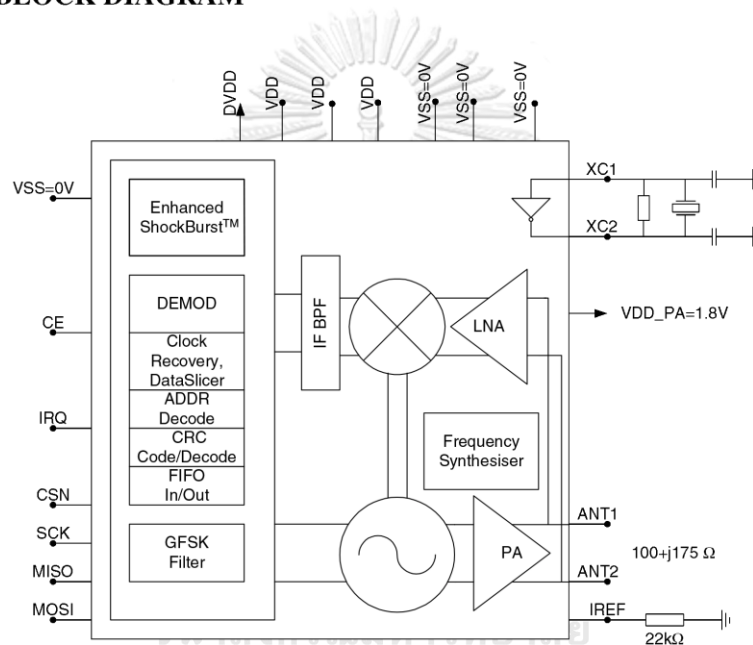 BLOCK DIAGRAM
DVDD
VDD
VDD
VDD
VSS=0V
VSS=0V
VSS=0V
VSS=0V
XC1
XC2
Enhanced
ShockBurst™
DEMOD
Clock
Recovery,
DataSlicer
ADDR
Decode
CRC
Code/Decode
FIFO
In/Out
GFSK
Filter
IF BPF
LNA
VDD_PA=1.8V
Frequency
Synthesiser
PA
CE
IRQ
CSN
SCK
MISO
MOSI
ANT1
100+j175 Ω
ANT2
IREF
22kΩ